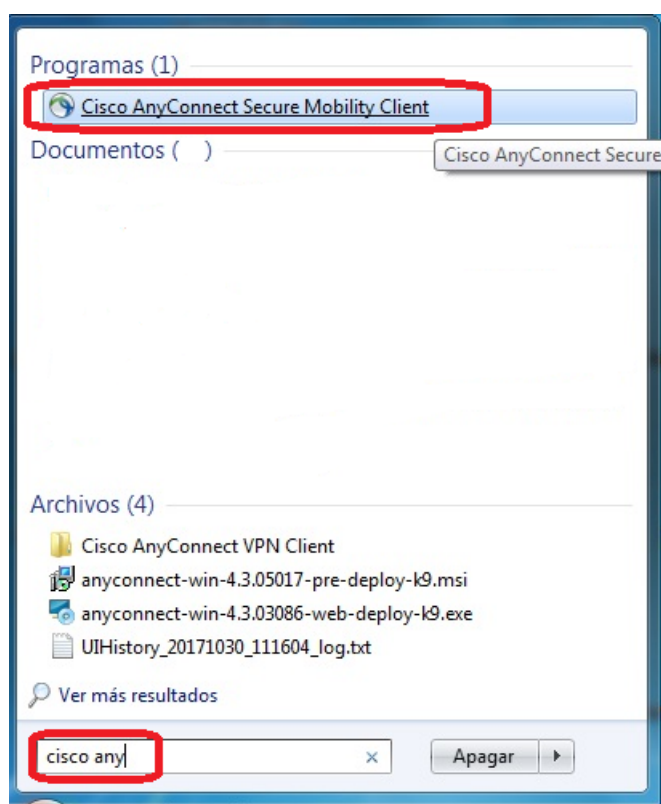 Programas (1)
Cisco AnyConnect Secure Mobility Client
Documentos ( )
Cisco AnyConnect Secure
Archivos (4)
Cisco AnyConnect VPN Client
anyconnect-win-4.3.05017-pre-deploy-k9.msi
anyconnect-win-4.3.03086-web-deploy-k9.exe
UIHistory_20171030_111604_log.txt
Ver más resultados
cisco any
Apagar